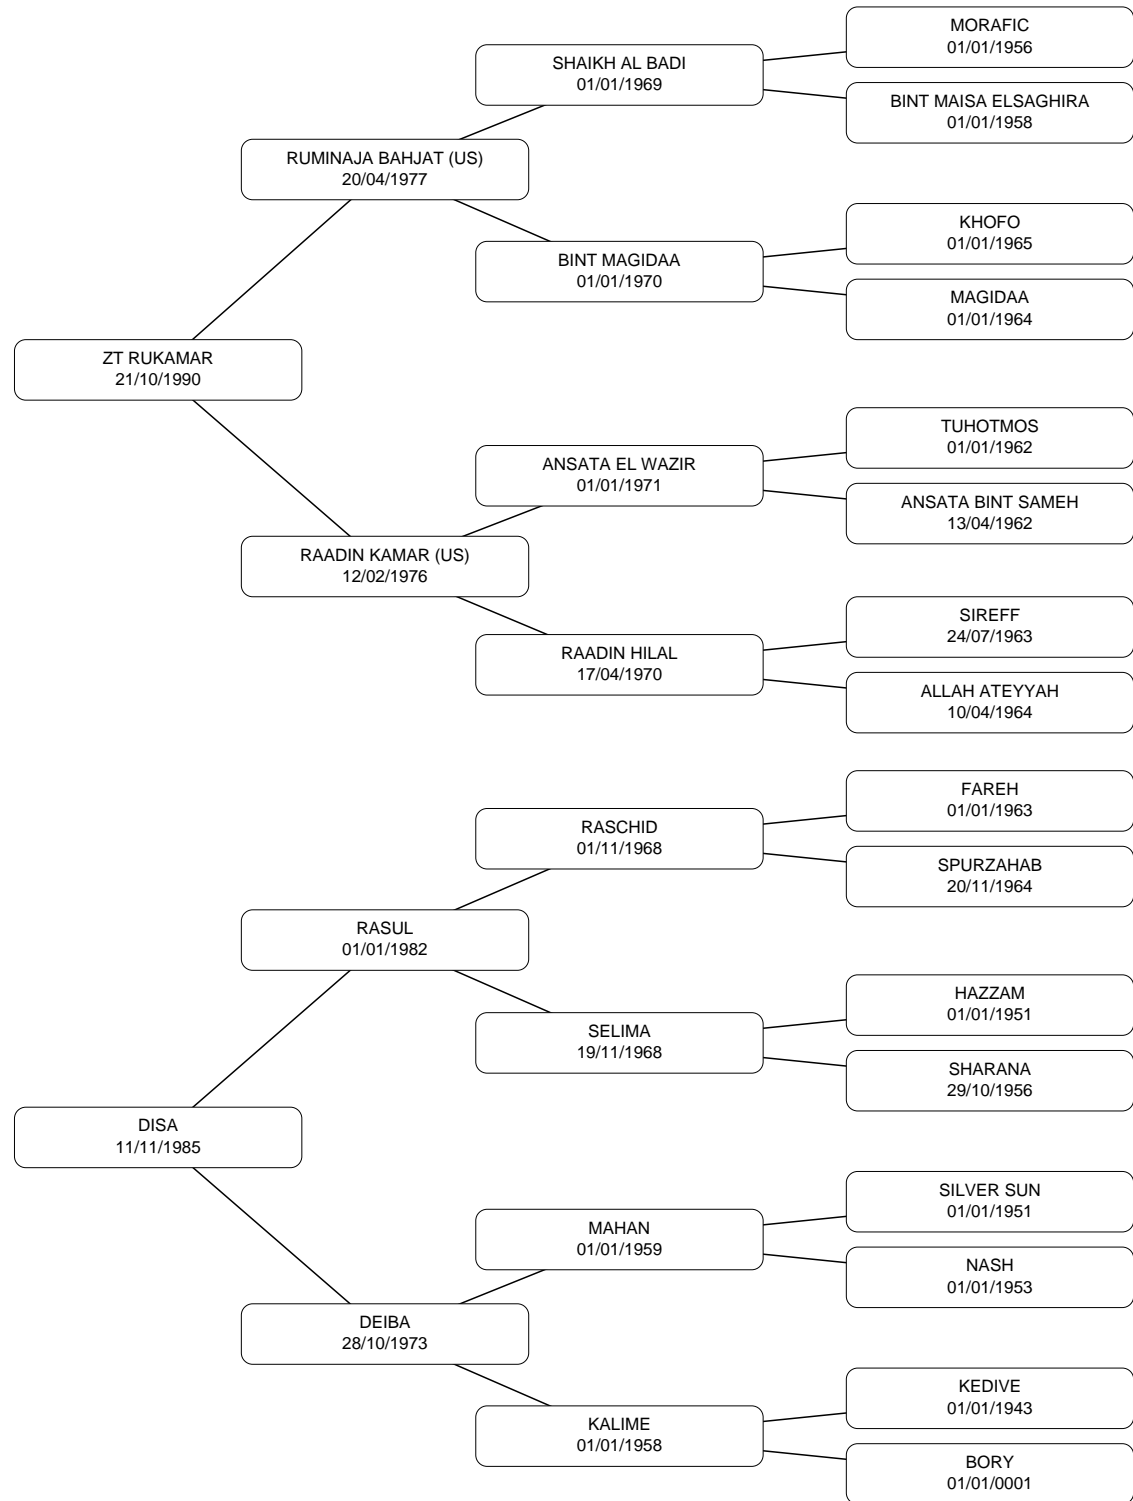 MORAFIC
01/01/1956
SHAIKH AL BADI
01/01/1969
BINT MAISA ELSAGHIRA
01/01/1958
RUMINAJA BAHJAT (US)
20/04/1977
KHOFO
01/01/1965
BINT MAGIDAA
01/01/1970
MAGIDAA
01/01/1964
ZT RUKAMAR
21/10/1990
TUHOTMOS
01/01/1962
ANSATA EL WAZIR
01/01/1971
ANSATA BINT SAMEH
13/04/1962
RAADIN KAMAR (US)
12/02/1976
SIREFF
24/07/1963
RAADIN HILAL
17/04/1970
ALLAH ATEYYAH
10/04/1964
FAREH
01/01/1963
RASCHID
01/11/1968
SPURZAHAB
20/11/1964
RASUL
01/01/1982
HAZZAM
01/01/1951
SELIMA
19/11/1968
SHARANA
29/10/1956
DISA
11/11/1985
SILVER SUN
01/01/1951
MAHAN
01/01/1959
NASH
01/01/1953
DEIBA
28/10/1973
KEDIVE
01/01/1943
KALIME
01/01/1958
BORY
01/01/0001